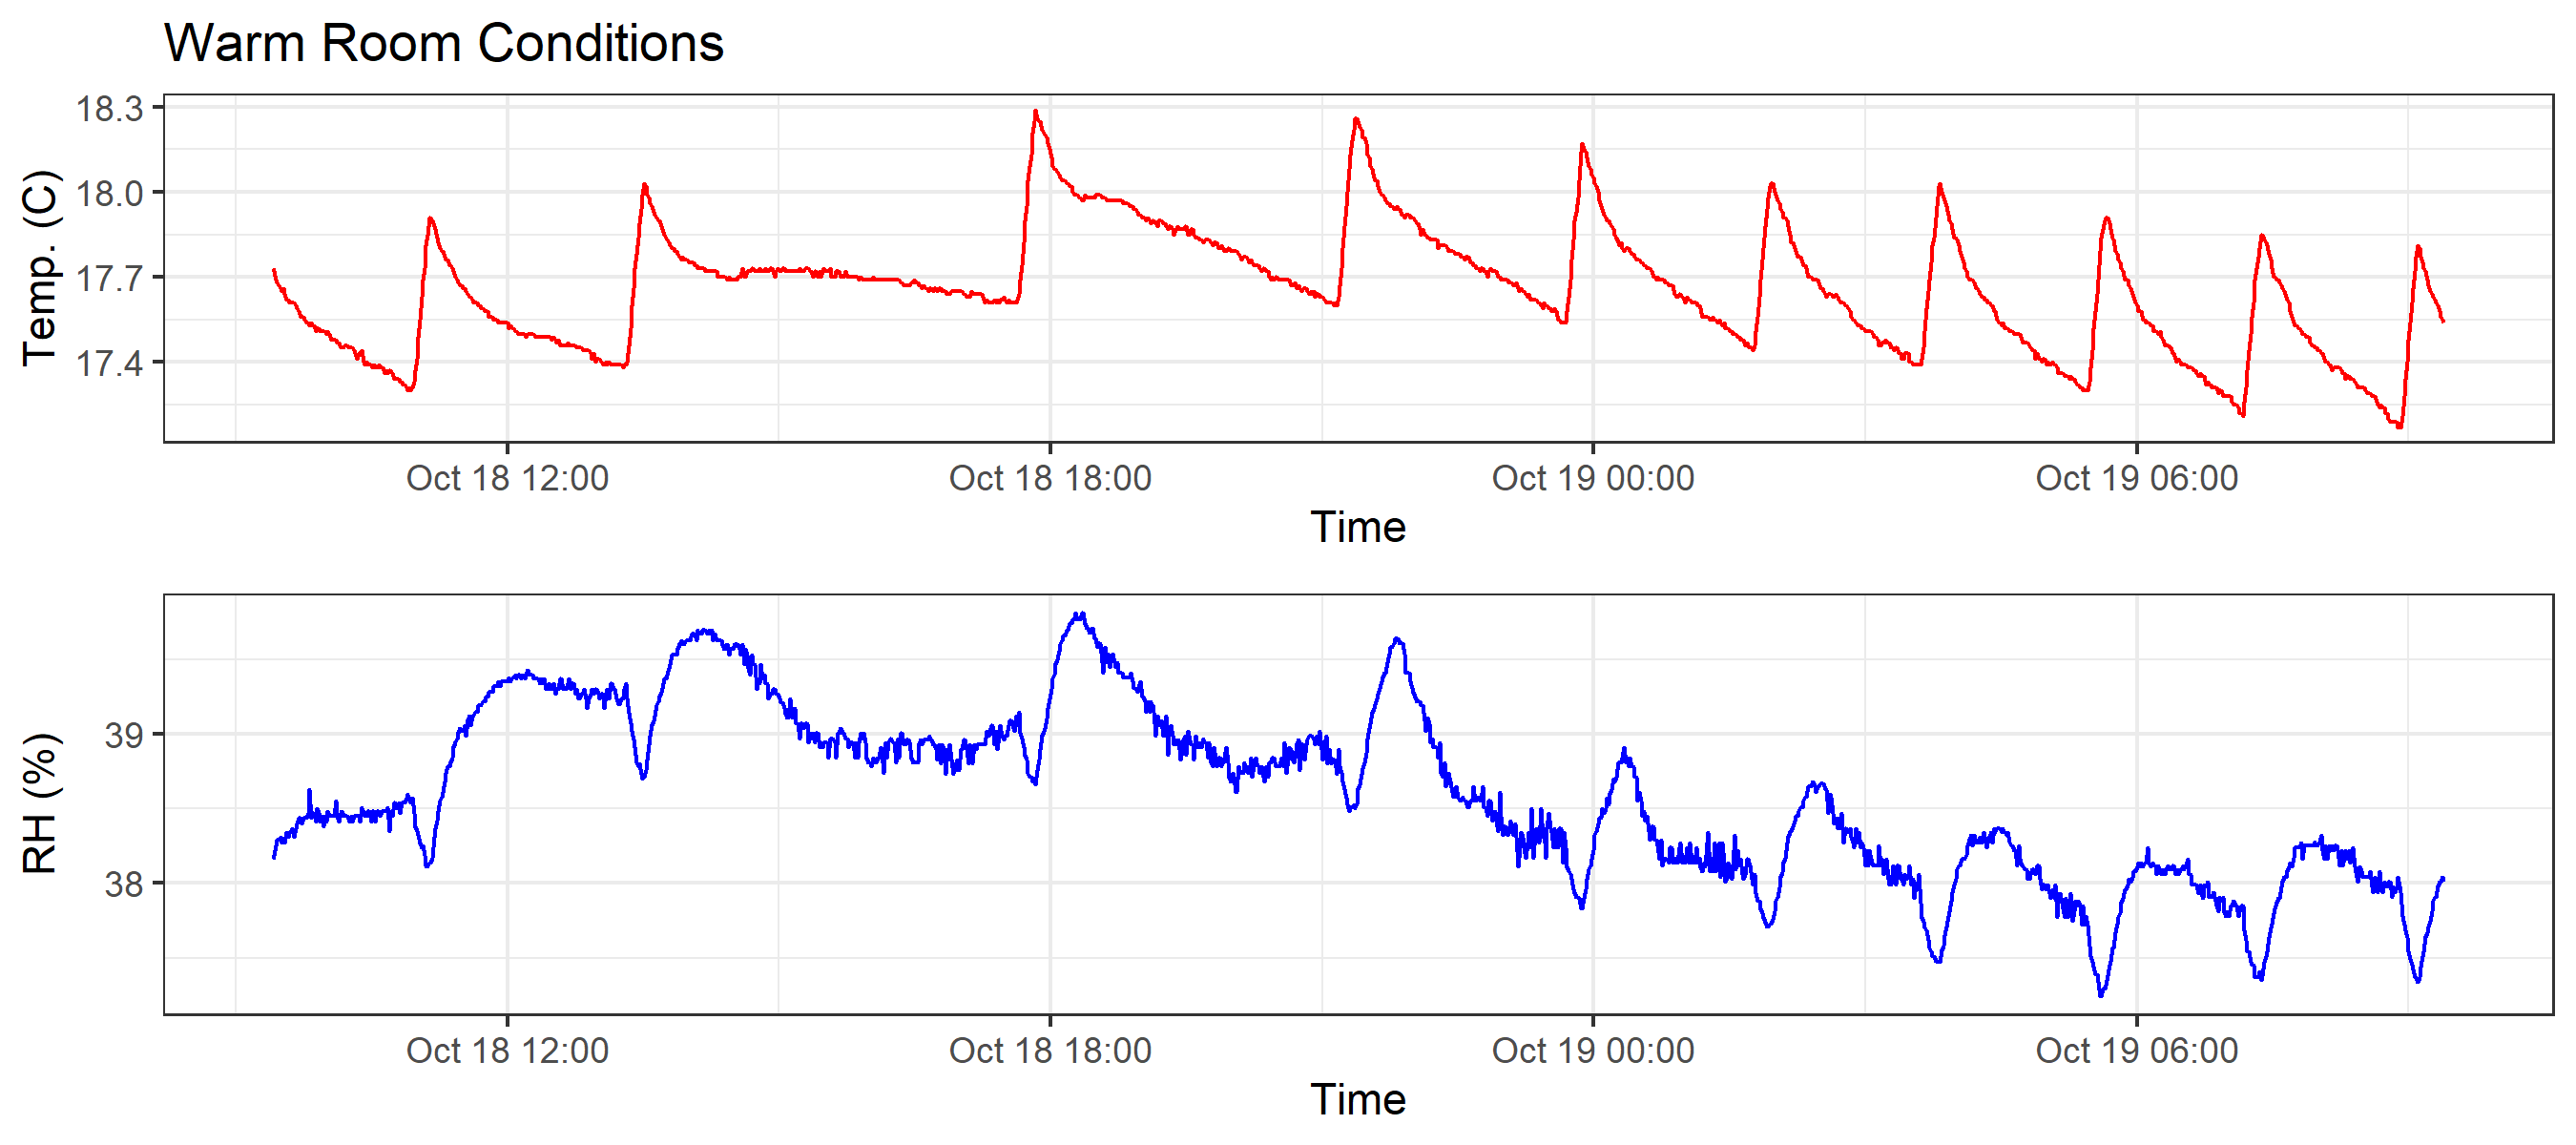 Warm Room Conditions
18.3
18.0
17.7
17.4
Temp. (C)
Oct 18 12:00 Oct 18 18:00 Oct 19 00:00 Oct 19 06:00
Time
39
38
RH (%)
Oct 18 12:00 Oct 18 18:00 Oct 19 00:00 Oct 19 06:00
Time